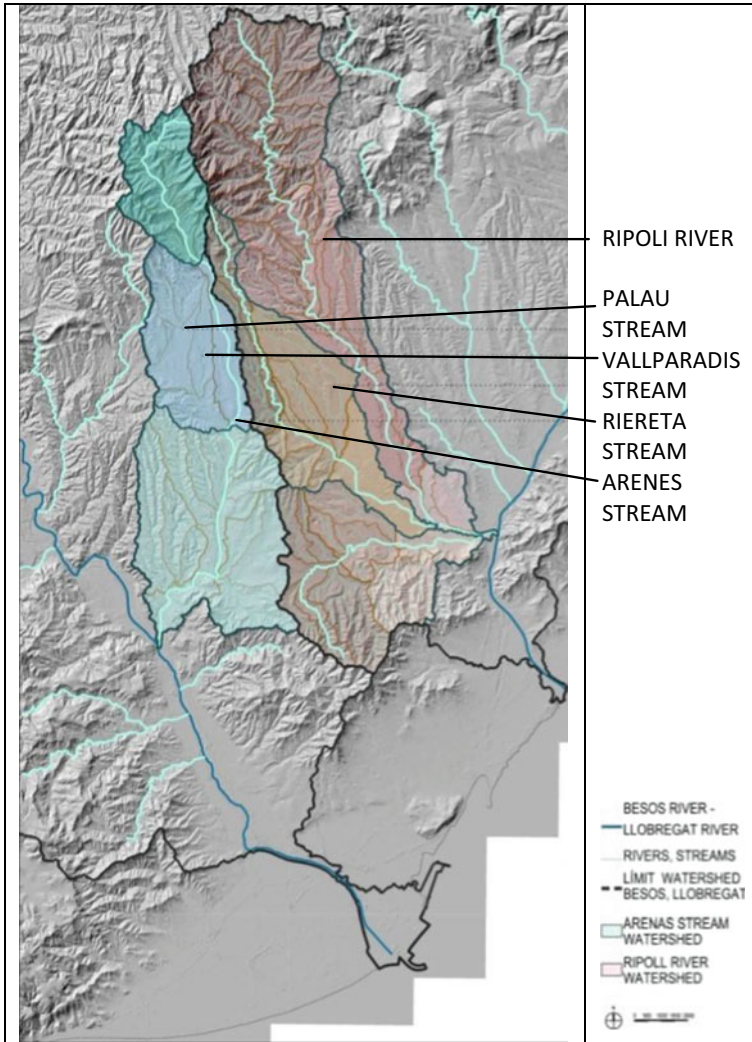 RIPOLI RIVER
PALAU
STREAM
VALLPARADIS
STREAM
RIERETA
STREAM
ARENES
STREAM
BESOS RIVER -
LLOBREGAT RIVER
RIVERS, STREAMS
LÍMIT WATERSHED
BESOS, LLOBREGAT
ARENAS STREAM
WATERSHED
RIPOLL RIVER
WATERSHED